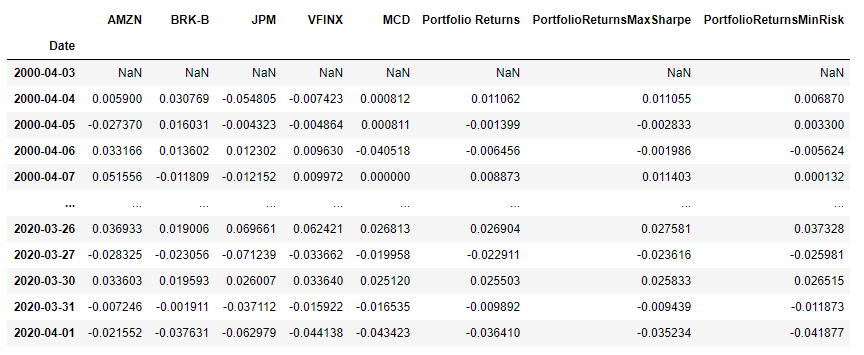 AMZN BRK-B JPM VFINX MCD Portfolio Returns PortfolioReturnsMaxSharpe PortfolioReturnsMinRisk
Date
2000-04-03 NaN NaN NaN NaN NaN NaN NaN NaN
2000-04-04 0.005900 0.030769 -0.054805 -0.007423 0.000812 0.011062 0.011055 0.006870
2000-04-05 -0.027370 0.016031 -0.004323 -0.004864 0.000811 -0.001399 -0.002833 0.003300
2000-04-06 0.033166 0.013602 0.012302 0.009630 -0.040518 -0.006456 -0.001986 -0.005624
2000-04-07 0.051556 -0.011809 -0.012152 0.009972 0.000000 0.008873 0.011403 0.000132
... ... ... ... ... ... ... ... ...
2020-03-26 0.036933 0.019006 0.069661 0.062421 0.026813 0.026904 0.027581 0.037328
2020-03-27 -0.028325 -0.023056 -0.071239 -0.033662 -0.019958 -0.022911 -0.023616 -0.025981
2020-03-30 0.033603 0.019593 0.026007 0.033640 0.025120 0.025503 0.025833 0.026515
2020-03-31 -0.007246 -0.001911 -0.037112 -0.015922 -0.016535 -0.009892 -0.009439 -0.011873
2020-04-01 -0.021552 -0.037631 -0.062979 -0.044138 -0.043423 -0.036410 -0.035234 -0.041877